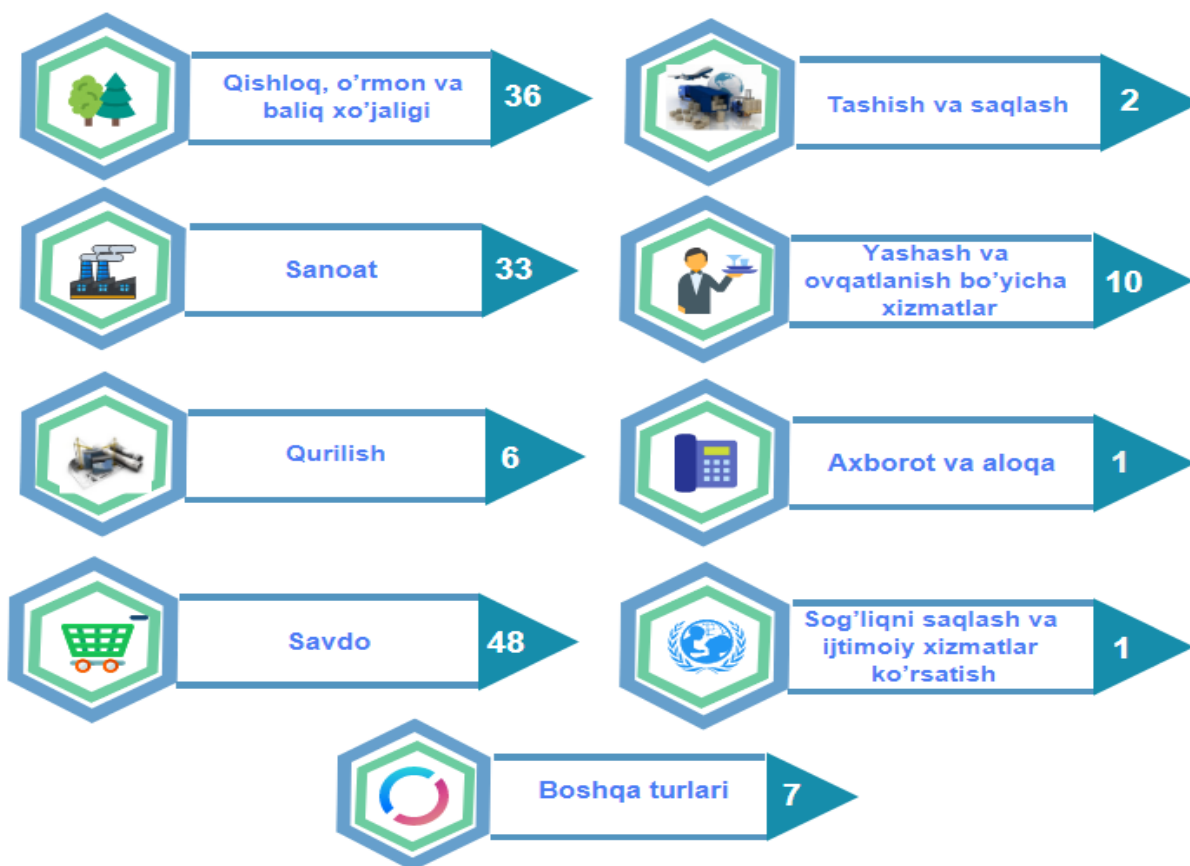 Qishloq, o’rmon va
baliq xo’jaligi
36
Tashish va saqlash
2
Sanoat
33
Yashash va
ovqatlanish bo’yicha
xizmatlar
10
Qurilish
6
Axborot va aloqa
1
Savdo
48
Sog’liqni saqlash va
ijtimoiy xizmatlar
ko’rsatish
1
Boshqa turlari
7